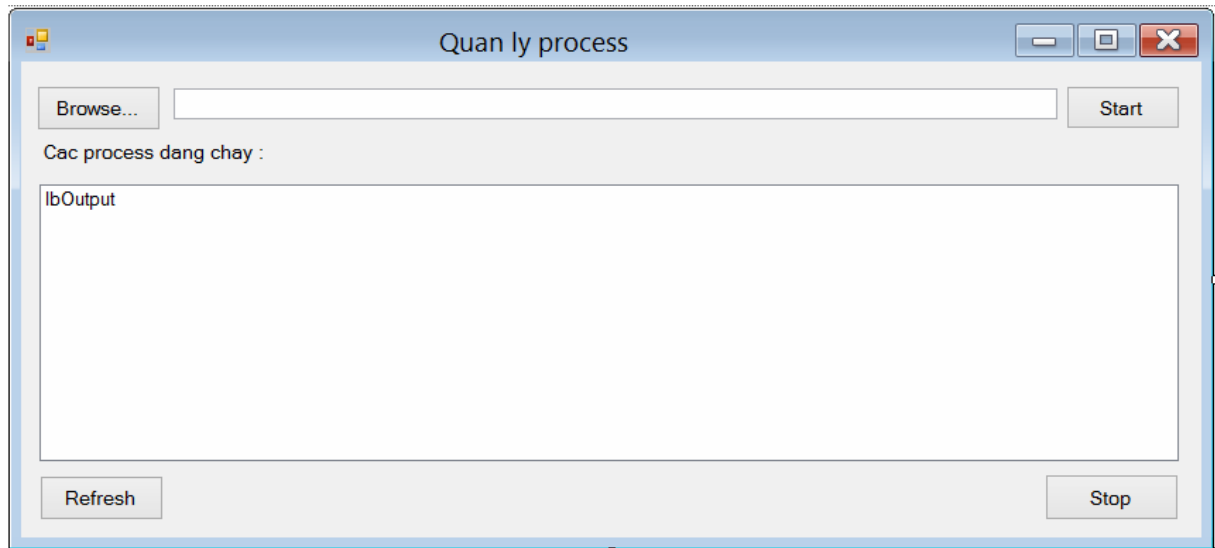 Quan ly process
Browse...
Start
Cac process dang chay :
lbOutput
Refresh
Stop